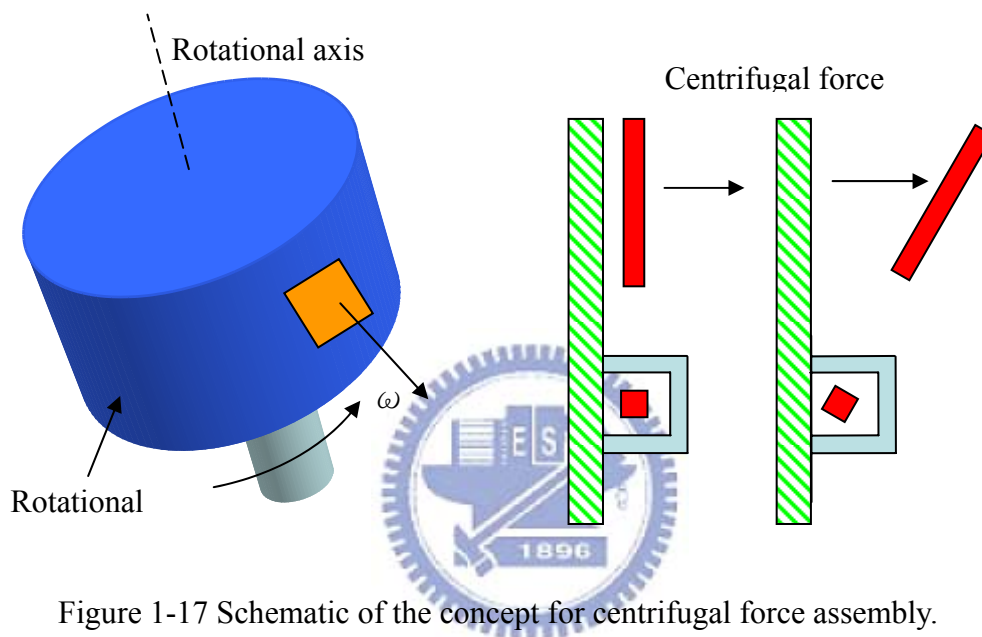 Rotational axis
Centrifugal force
ω
Rotational
E S
1896
Figure 1-17 Schematic of the concept for centrifugal force assembly.